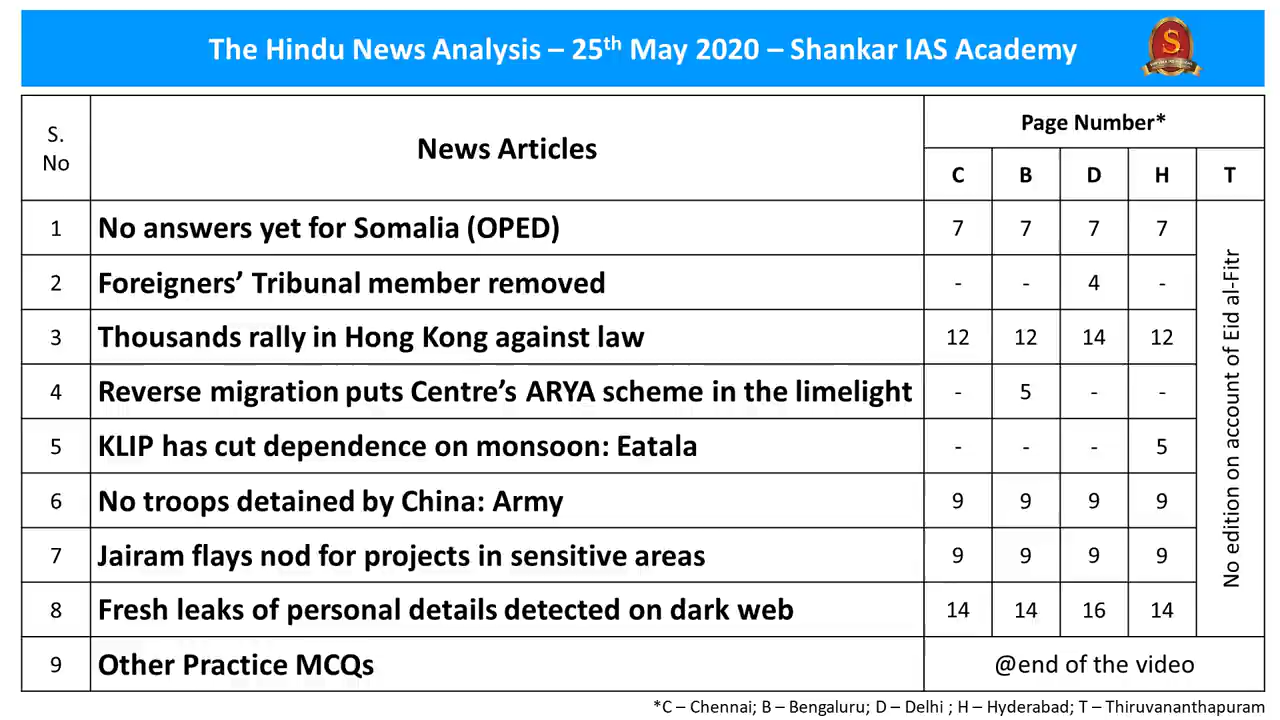 The Hindu News Analysis – 25th May 2020 – Shankar IAS Academy
S.
S. No
News Articles
Page Number*
C B D H T
1 No answers yet for Somalia (OPED) 7 7 7 7
2 Foreigners’ Tribunal member removed - - 4 -
3 Thousands rally in Hong Kong against law 12 12 14 12
4 Reverse migration puts Centre’s ARYA scheme in the limelight - 5 - -
5 KLIP has cut dependence on monsoon: Eatala - - - 5
6 No troops detained by China: Army 9 9 9 9
7 Jairam flays nod for projects in sensitive areas 9 9 9 9
8 Fresh leaks of personal details detected on dark web 14 14 16 14
No edition on account of Eid al-Fitr
9 Other Practice MCQs @end of the video
*C – Chennai; B – Bengaluru; D – Delhi ; H – Hyderabad; T – Thiruvananthapuram